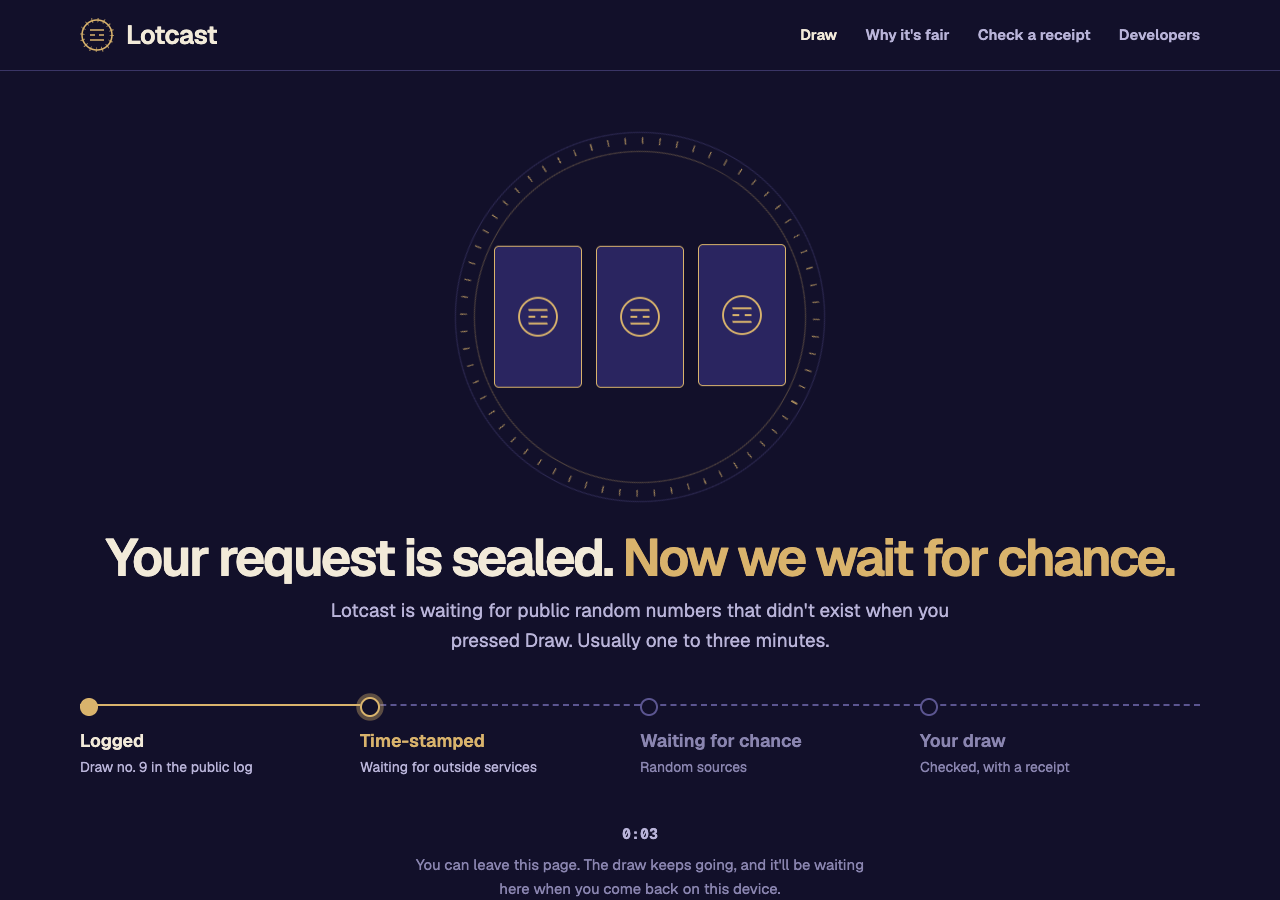 Lotcast
Draw
Why it's fair
Check a receipt
Developers
Your request is sealed. Now we wait for chance.
Lotcast is waiting for public random numbers that didn't exist when you
pressed Draw. Usually one to three minutes.
Logged
Draw no. 9 in the public log
Time-stamped
Waiting for outside services
Waiting for chance
Random sources
Your draw
Checked, with a receipt
0:03
You can leave this page. The draw keeps going, and it'll be waiting
here when you come back on this device.